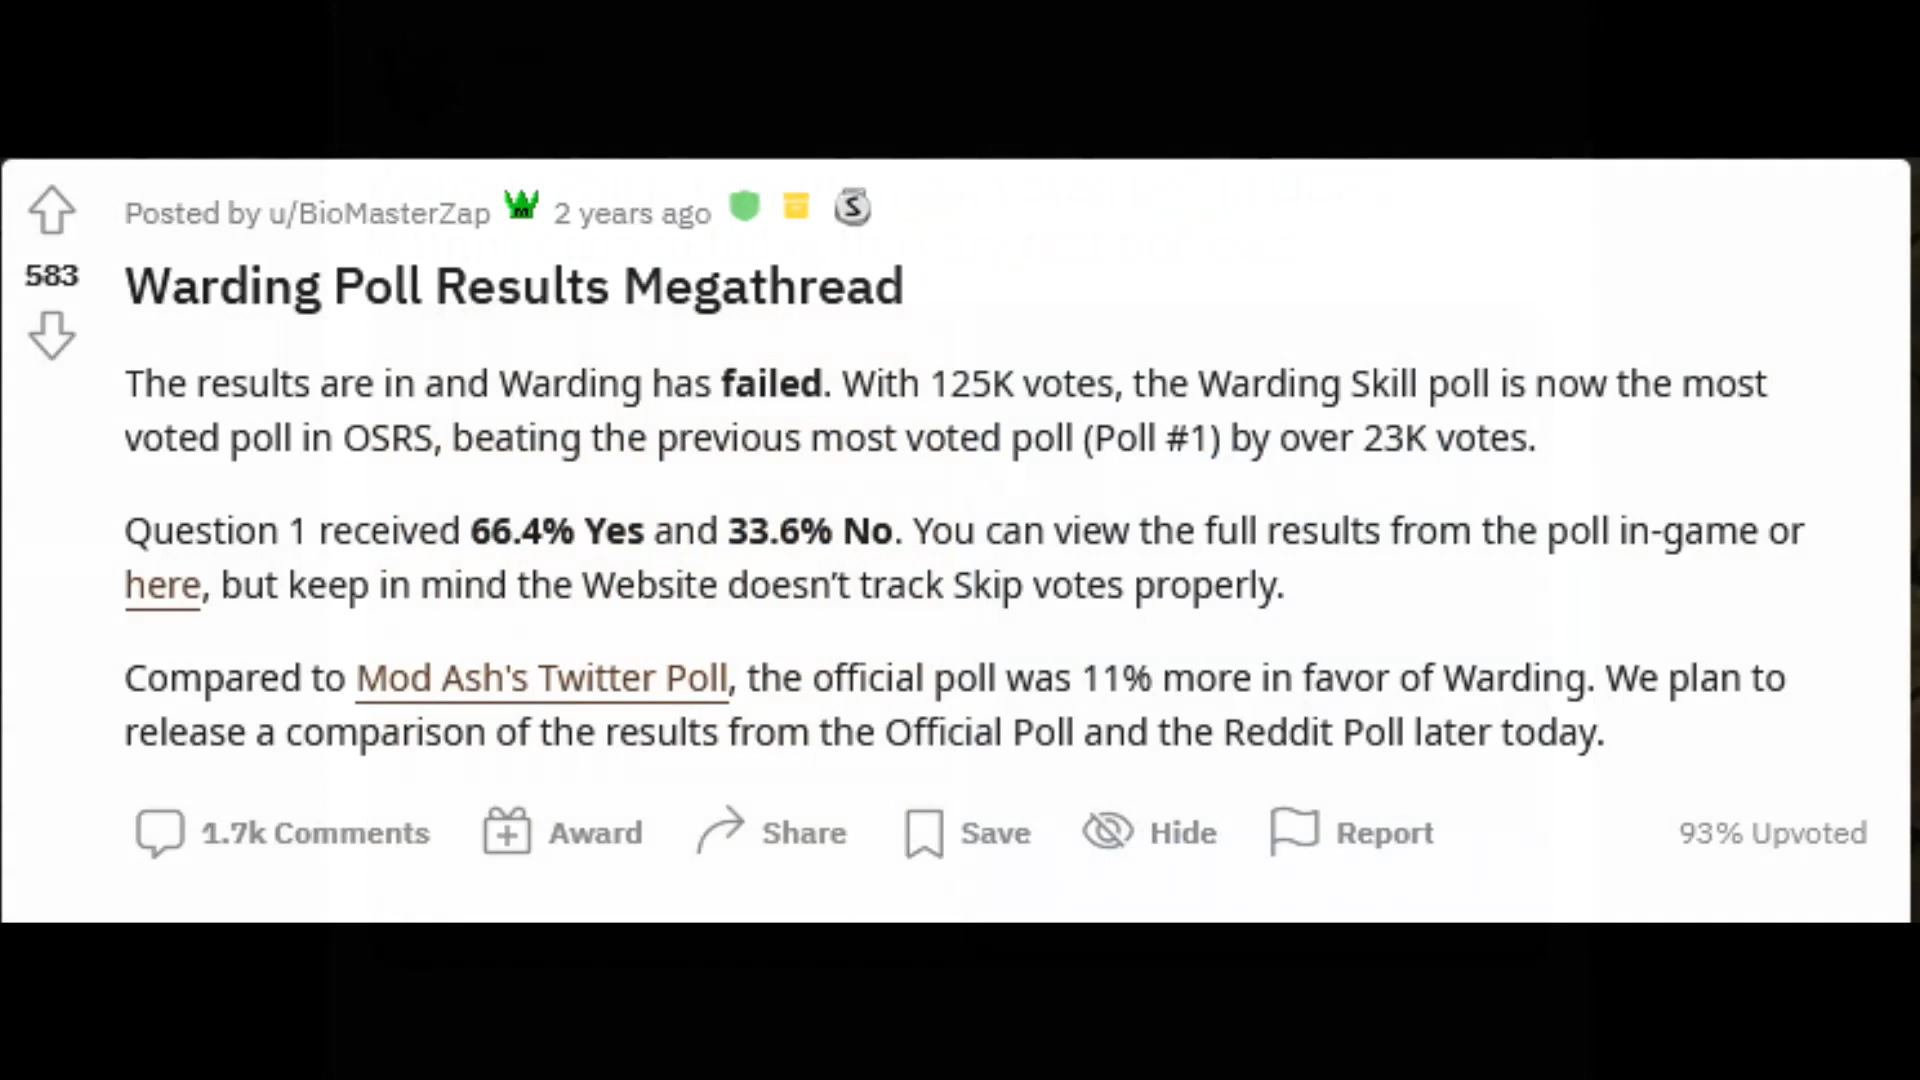 Posted by u/BioMasterZap 2 years ago
583
Warding Poll Results Megathread
The results are in and Warding has failed. With 125K votes, the Warding Skill poll is now the most
voted poll in OSRS, beating the previous most voted poll (Poll #1) by over 23K votes.
Question 1 received 66.4% Yes and 33.6% No. You can view the full results from the poll in-game or
here, but keep in mind the Website doesn’t track Skip votes properly.
Compared to Mod Ash's Twitter Poll, the official poll was 11% more in favor of Warding. We plan to
release a comparison of the results from the Official Poll and the Reddit Poll later today.
1.7k Comments Award Share Save Hide Report 93% Upvoted